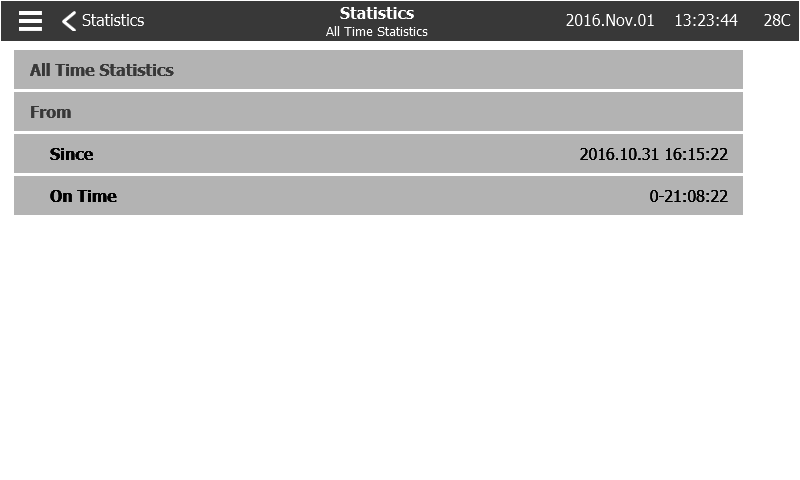 Statistics
Statistics
All Time Statistics
2016.Nov.01 13:23:44 28C
All Time Statistics
From
Since 2016.10.31 16:15:22
On Time 0-21:08:22